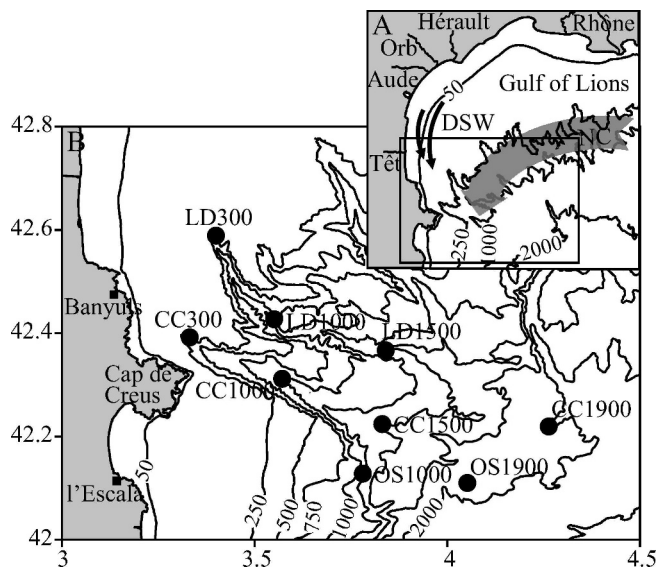 A
Hérault
Rhône
Orb
Aude
50
Gulf of Lions
DSW
NC
Têt
250
1000
2000
B
42.8
42.6
42.4
42.2
42
LD300
Banyuls
CC300
LD1000
LD1500
Cap de
Creus
CC1000
CC1500
CC1900
OS1000
OS1900
l'Escala
50
250
500
750
1000
2000
3
3.5
4
4.5